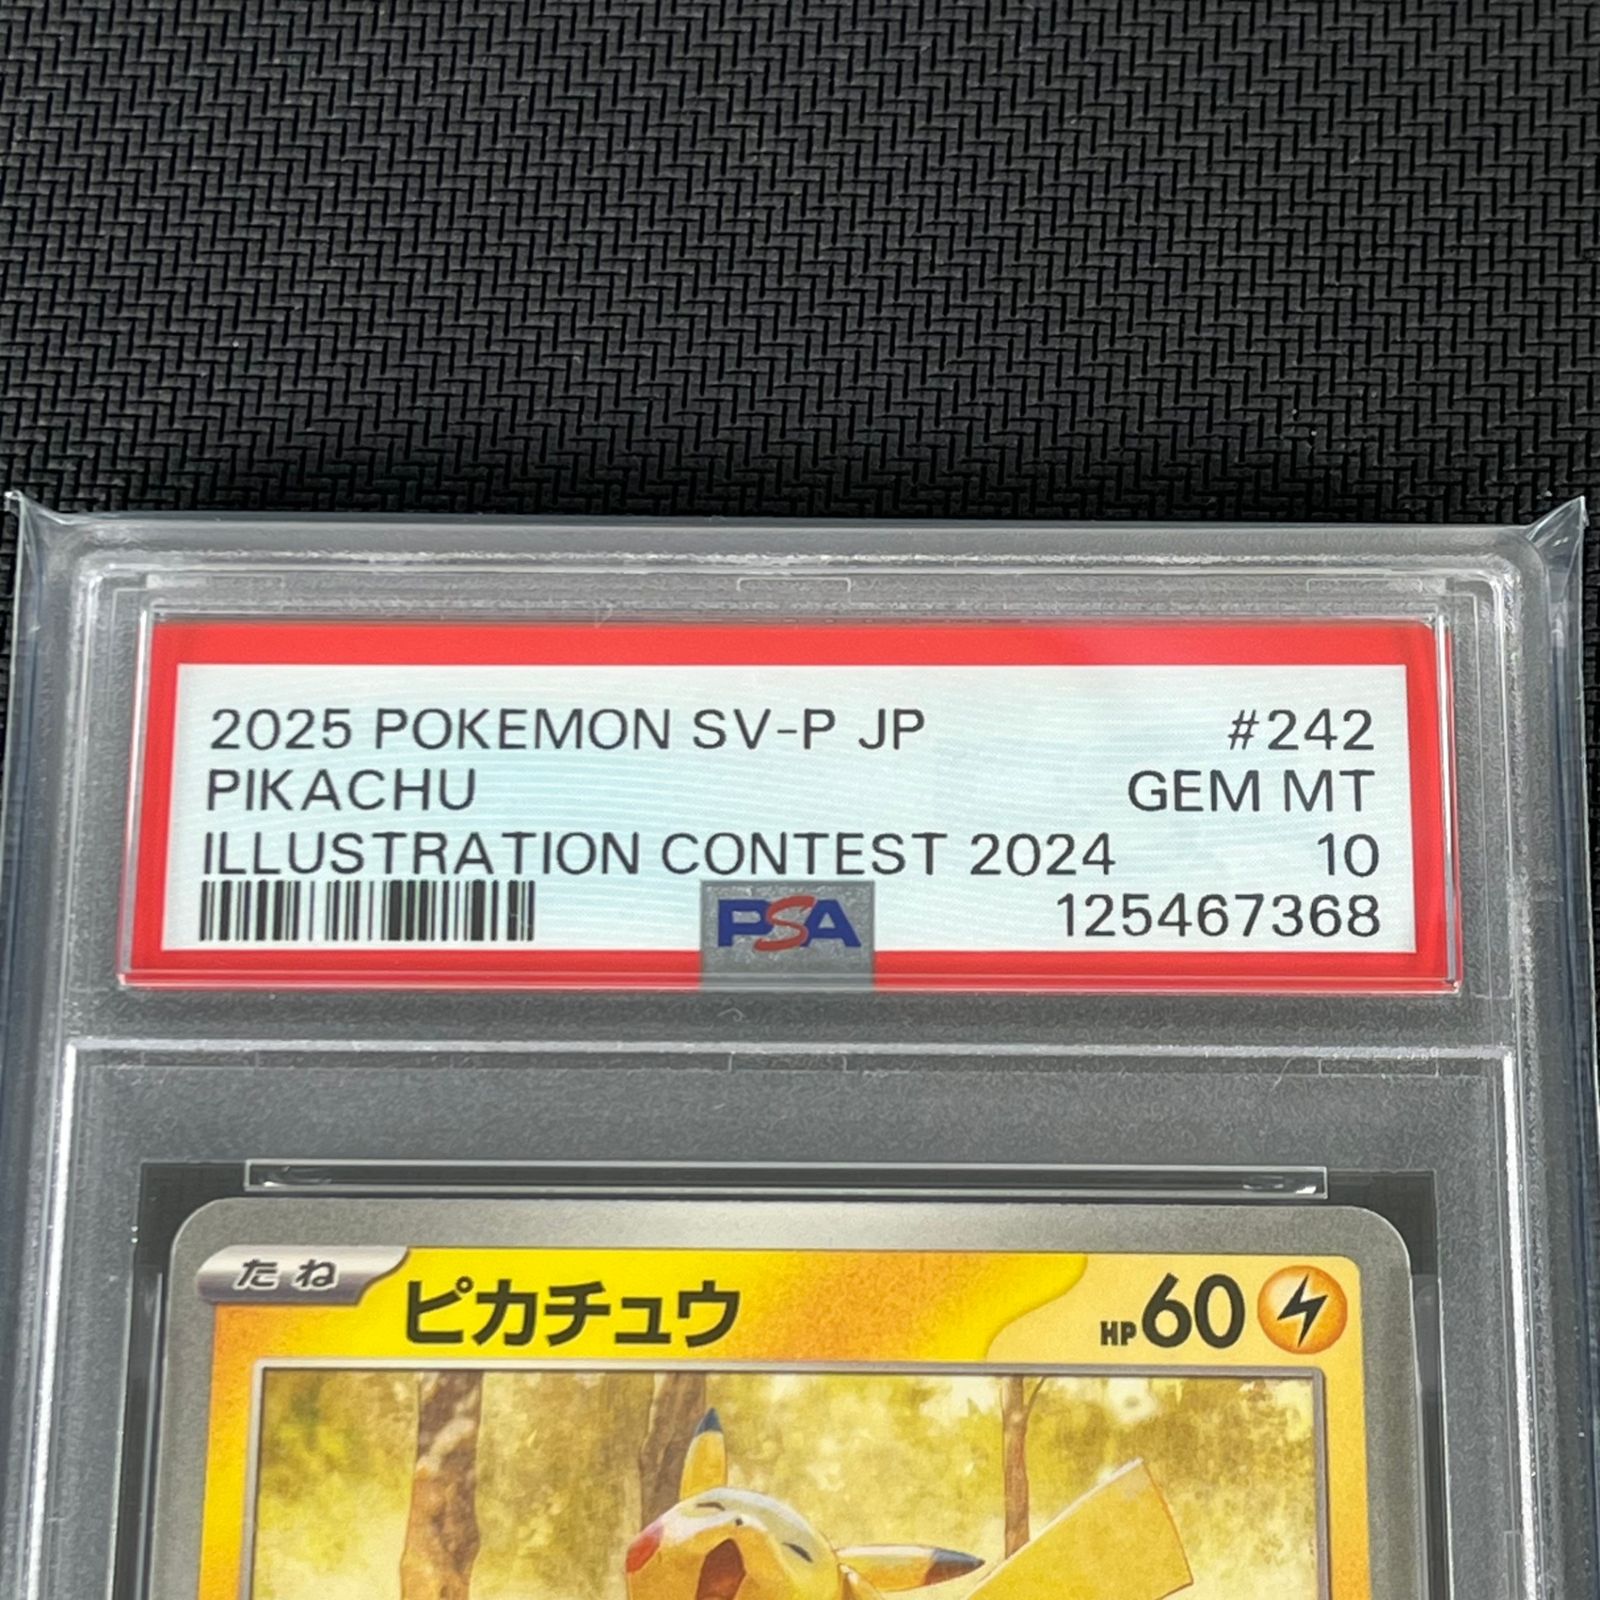 2025 POKEMON SV-P JP #242
PIKACHU GEM MT
ILLUSTRATION CONTEST 2024 10
PSA 125467368
たね ピカチュウ HP60